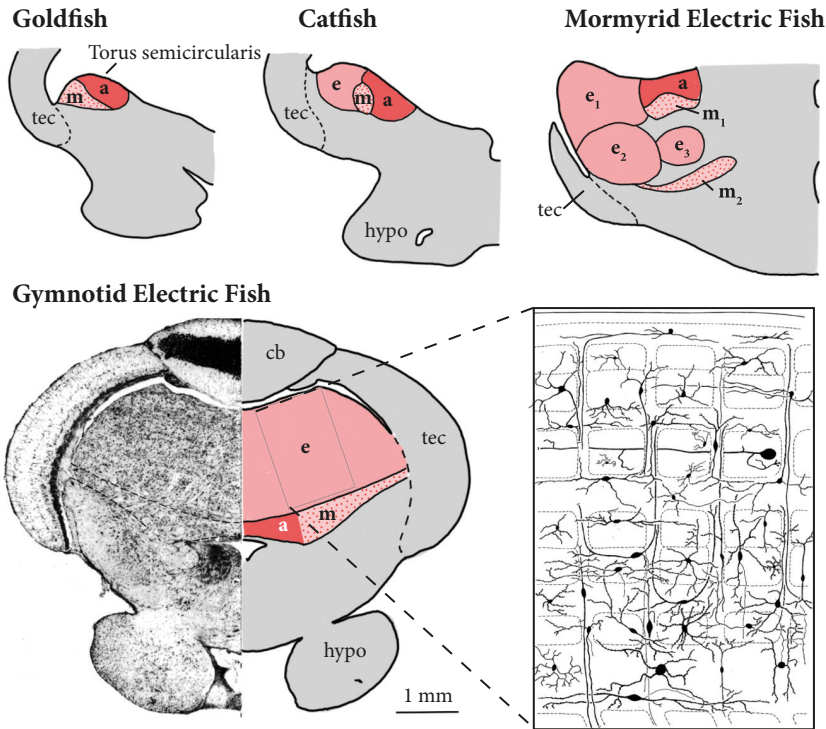 Goldfish
Catfish
Mormyrid Electric Fish
Torus semicircularis
a
m
tec
e
m
a
tec
hypo
e1
a
m1
e2
e3
m2
tec
Gymnotid Electric Fish
cb
tec
e
m
a
hypo
1 mm